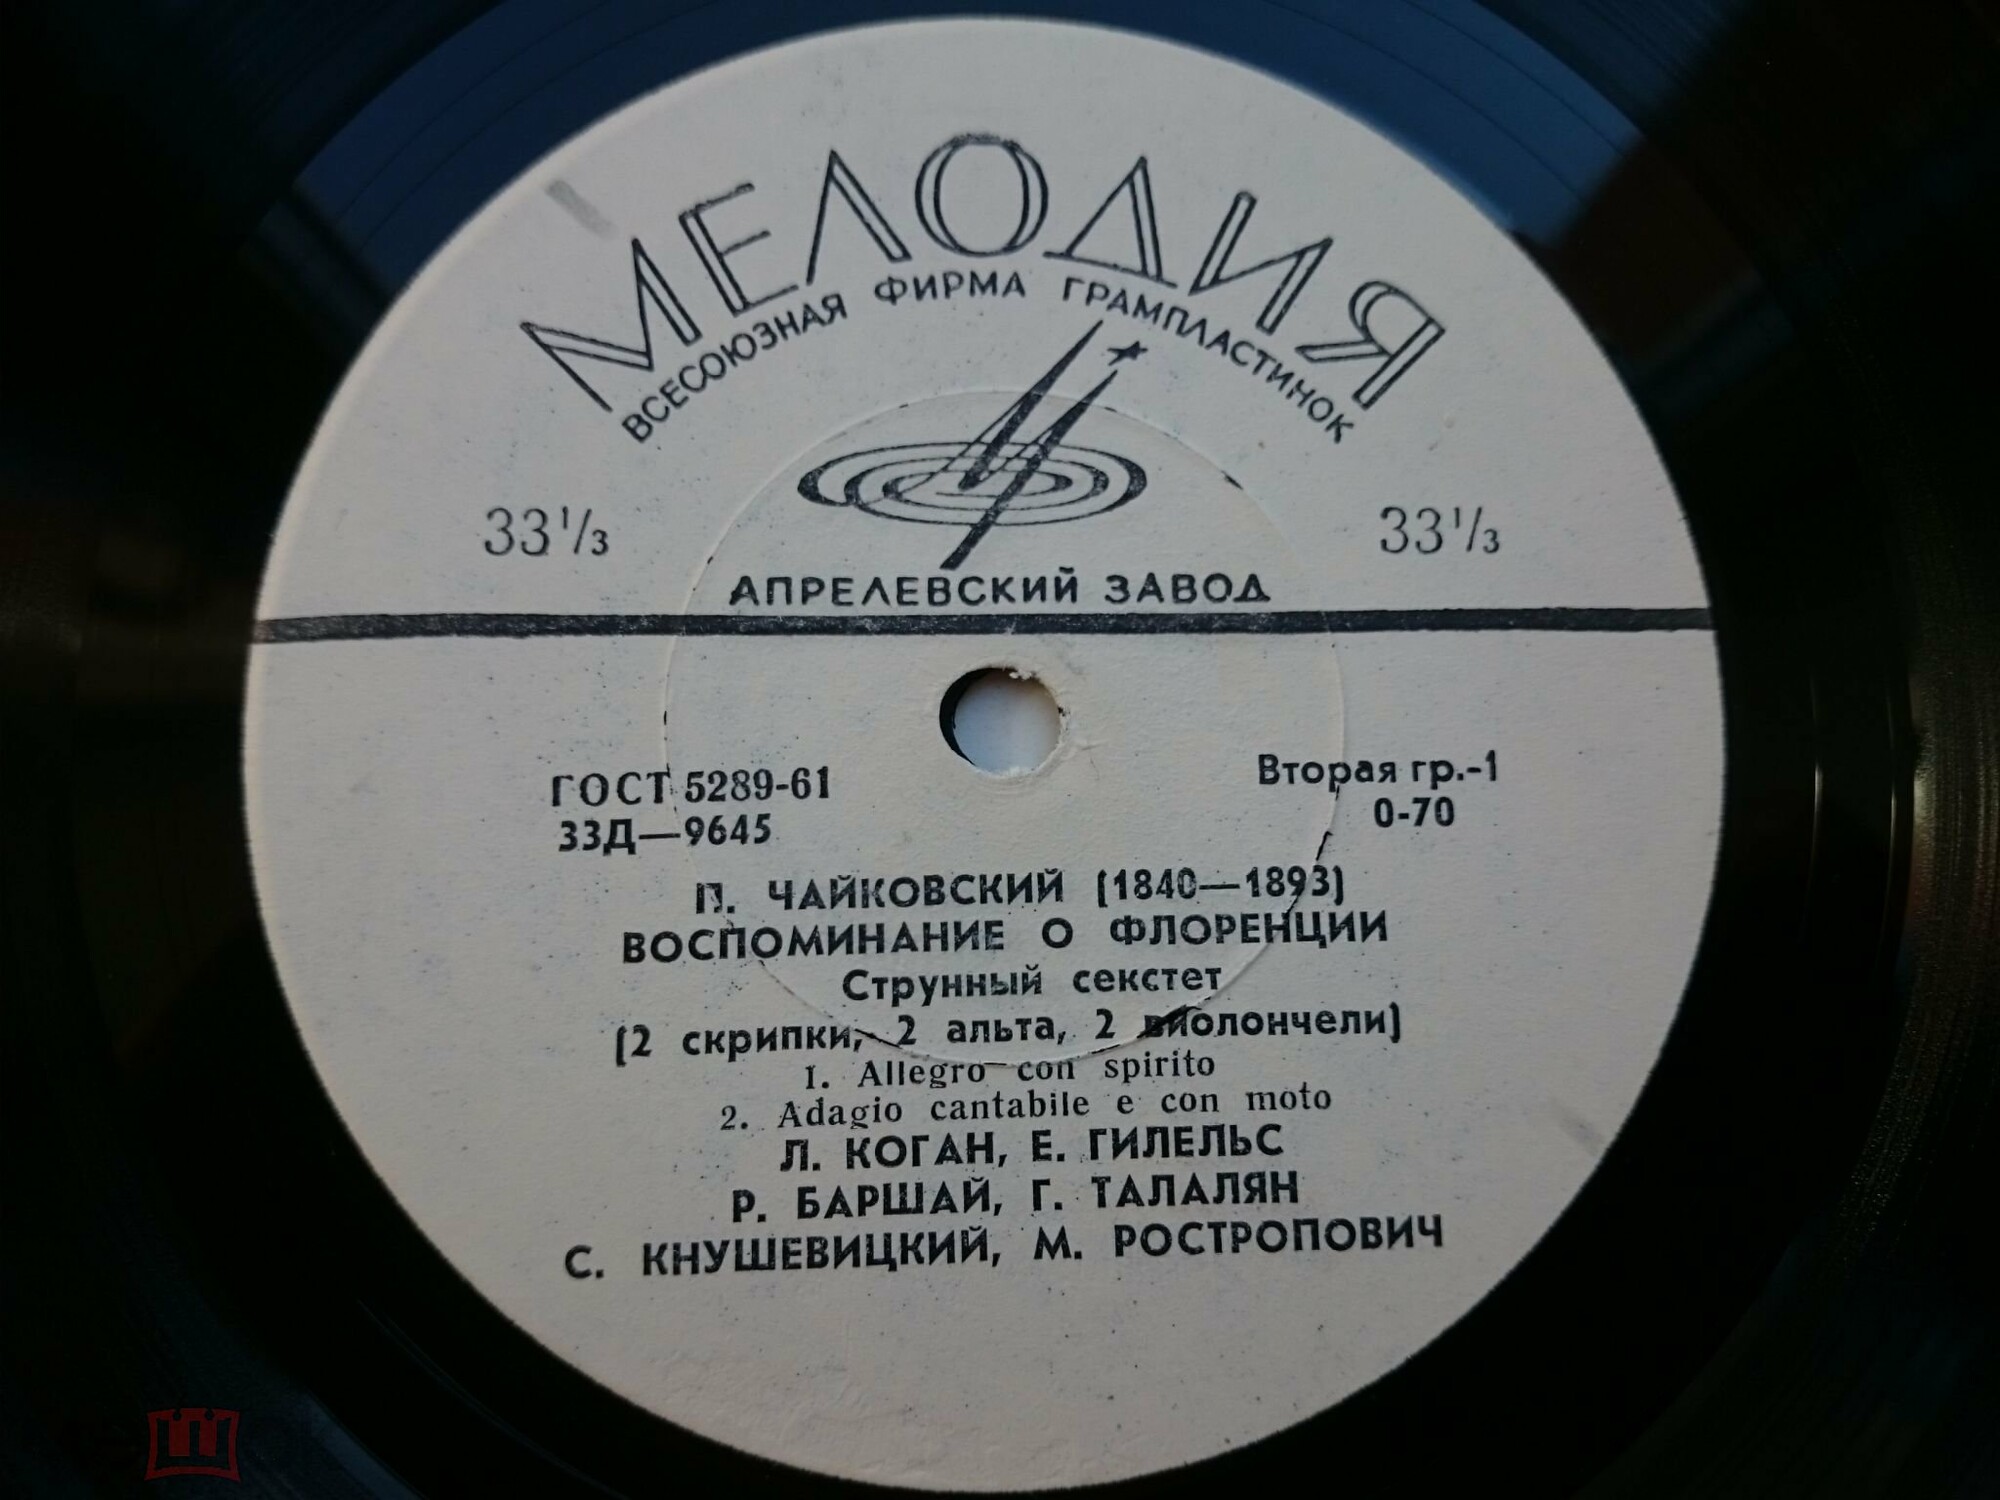 МЕЛОДИЯ
ВСЕСОЮЗНАЯ ФИРМА ГРАМПЛАСТИНОК
33⅓ 33⅓
АПРЕЛЕВСКИЙ ЗАВОД
ГОСТ 5289-61 Вторая гр.-1
33Д—9645 0-70
П. ЧАЙКОВСКИЙ (1840—1893)
ВОСПОМИНАНИЕ О ФЛОРЕНЦИИ
Струнный секстет
(2 скрипки, 2 альта, 2 виолончели)
1. Allegro con spirito
2. Adagio cantabile e con moto
Л. КОГАН, Е. ГИЛЕЛЬС
Р. БАРШАЙ, Г. ТАЛАЛЯН
С. КНУШЕВИЦКИЙ, М. РОСТРОПОВИЧ